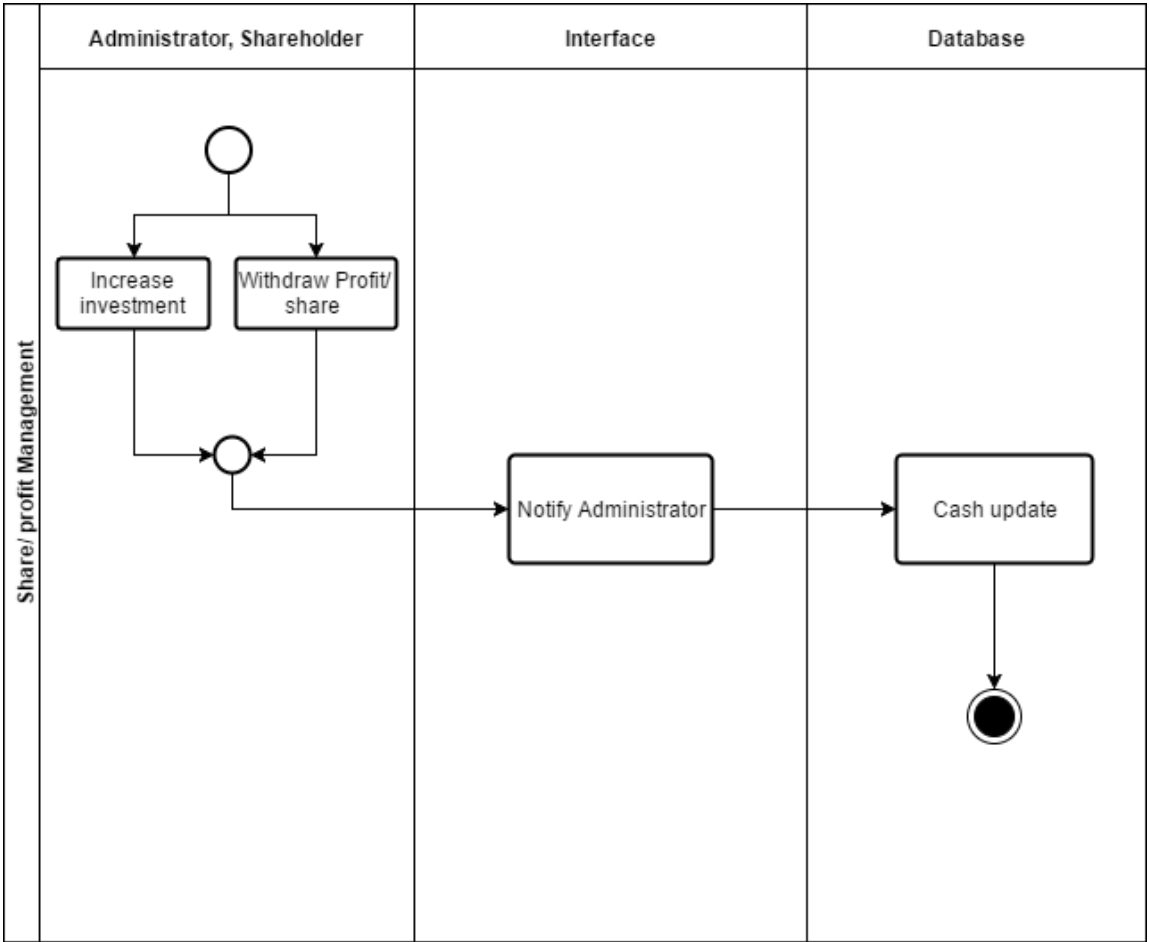 Administrator, Shareholder
Interface
Database
Share/ profit Management
Increase
investment
Withdraw Profit/
share
Notify Administrator
Cash update